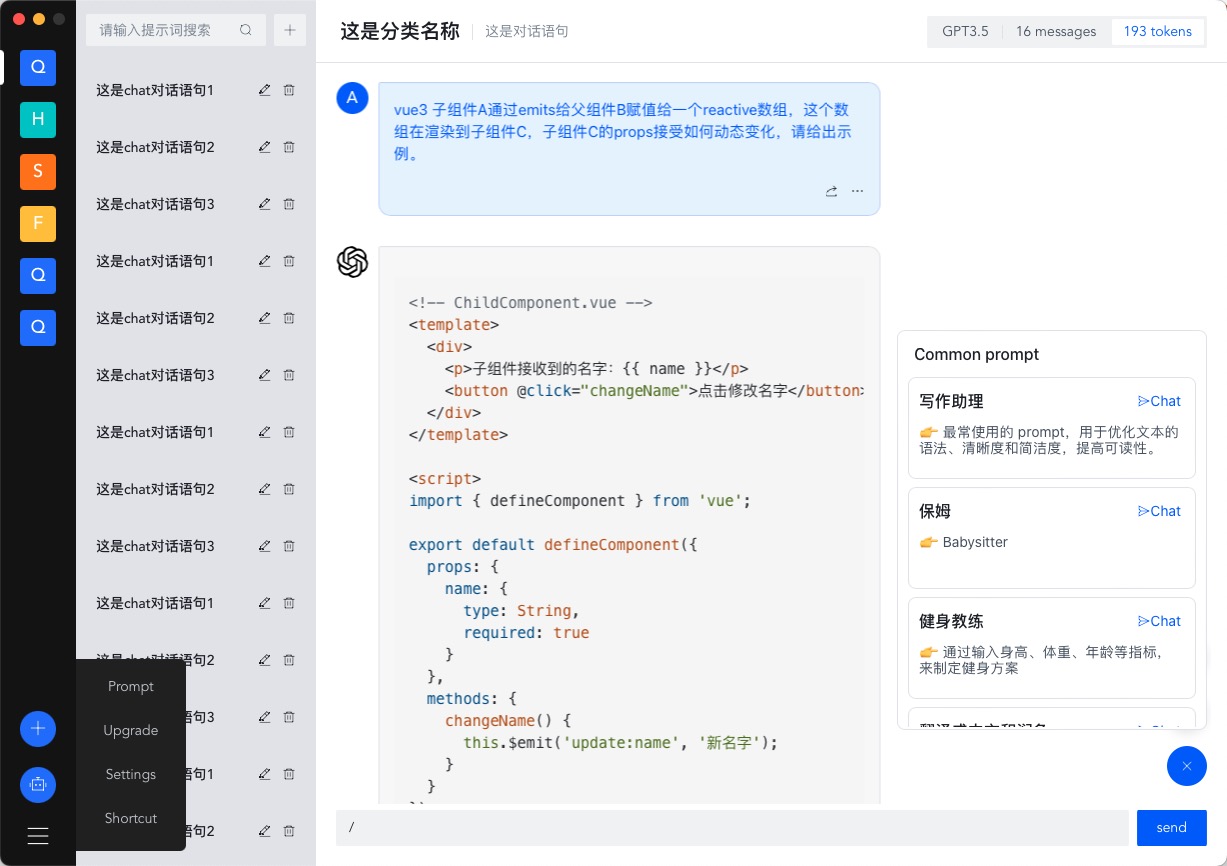 Q
H
S
F
Q
Q
请输入提示词搜索
这是chat对话语句1
这是chat对话语句2
这是chat对话语句3
这是chat对话语句1
这是chat对话语句2
这是chat对话语句3
这是chat对话语句1
这是chat对话语句2
这是chat对话语句3
这是chat对话语句1
这是chat对话语句2
语句3
语句1
语句2
Prompt
Upgrade
Settings
Shortcut
这是分类名称
这是对话语句
GPT3.5
16 messages
193 tokens
A
vue3 子组件A通过emits给父组件B赋值给一个reactive数组，这个数
组在渲染到子组件C，子组件C的props接受如何动态变化，请给出示
例。
<!-- ChildComponent.vue -->
<template>
  <div>
    <p>子组件接收到的名字: {{ name }}</p>
    <button @click="changeName">点击修改名字</button>
  </div>
</template>
<script>
import { defineComponent } from 'vue';
export default defineComponent({
  props: {
    name: {
      type: String,
      required: true
    }
  },
  methods: {
    changeName() {
      this.$emit('update:name', '新名字');
    }
  }
Common prompt
写作助理
Chat
👉 最常使用的 prompt，用于优化文本的
语法、清晰度和简洁度，提高可读性。
保姆
Chat
👉 Babysitter
健身教练
Chat
👉 通过输入身高、体重、年龄等指标，
来制定健身方案
/
send